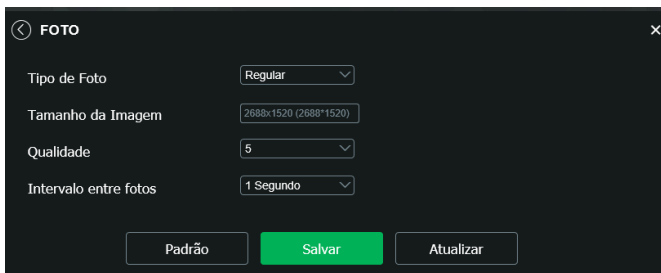 FOTO
Tipo de Foto Regular
Tamanho da Imagem 2688x1520 (2688*1520)
Qualidade 5
Intervalo entre fotos 1 Segundo
Padrão Salvar Atualizar